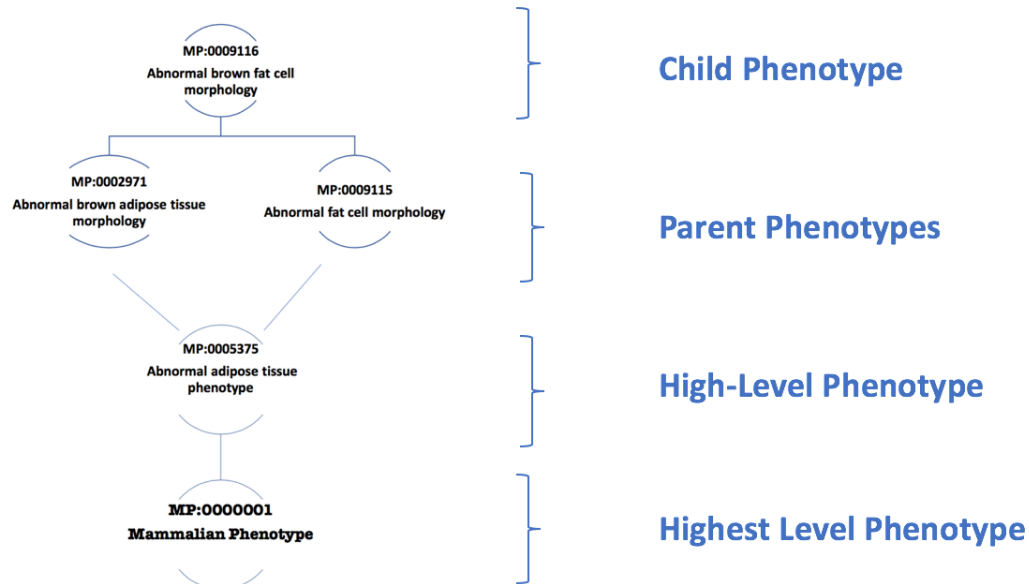 MP:0009116
Abnormal brown fat cell
morphology
Child Phenotype
MP:0002971
Abnormal brown adipose tissue
morphology
MP:0009115
Abnormal fat cell morphology
Parent Phenotypes
MP:0005375
Abnormal adipose tissue
phenotype
High-Level Phenotype
MP:0000001
Mammalian Phenotype
Highest Level Phenotype